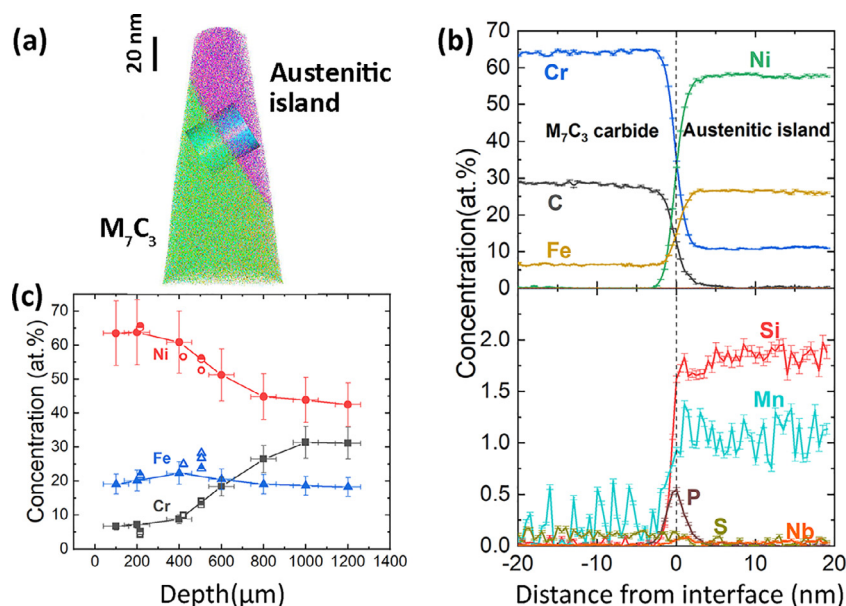 (a)
20 nm
Austenitic
island
M7C3
(b)
Concentration(at.%)
70
60
50
40
30
20
10
0
Cr
Ni
M7C3 carbide
Austenitic island
C
Fe
2.0
1.5
1.0
0.5
0.0
Si
Mn
P
S
Nb
-20
-10
0
10
20
Distance from interface (nm)
(c)
Concentration (at.%)
70
60
50
40
30
20
10
0
Ni
Fe
Cr
0
200
400
600
800
1000
1200
1400
Depth(μm)